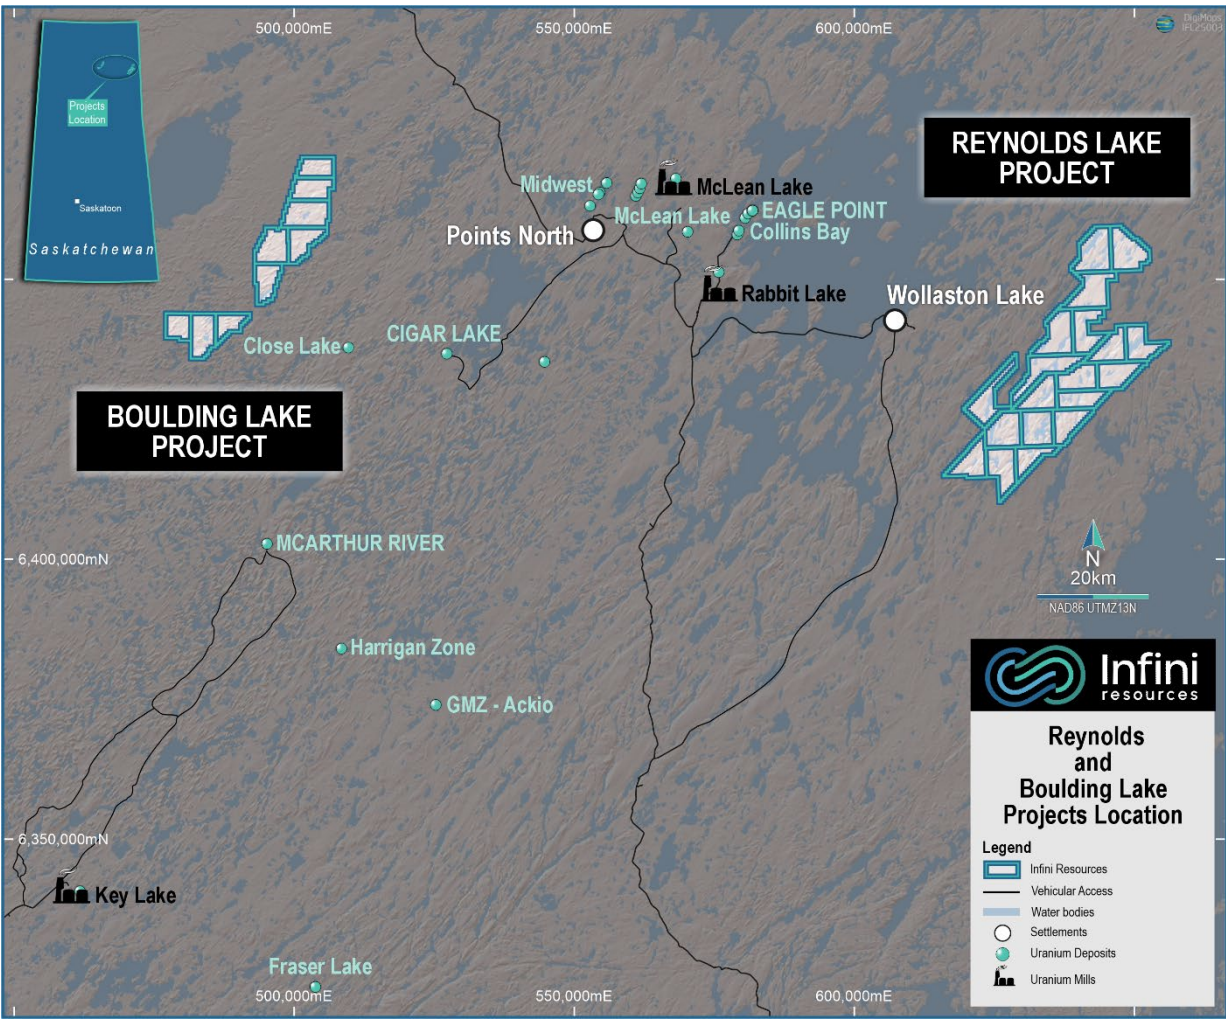 500,000mE
550,000mE
600,000mE
DigiMaps
IFL25003
Projects
Location
Saskatoon
Saskatchewan
REYNOLDS LAKE
PROJECT
Midwest
McLean Lake
McLean Lake
EAGLE POINT
Points North
Collins Bay
Rabbit Lake
Wollaston Lake
CIGAR LAKE
Close Lake
BOULDING LAKE
PROJECT
MCARTHUR RIVER
6,400,000mN
N
20km
NAD86 UTMZ13N
Harrigan Zone
GMZ - Ackio
Infini
resources
Reynolds
and
Boulding Lake
Projects Location
6,350,000mN
Legend
Infini Resources
Vehicular Access
Water bodies
Settlements
Uranium Deposits
Uranium Mills
Key Lake
Fraser Lake
500,000mE
550,000mE
600,000mE